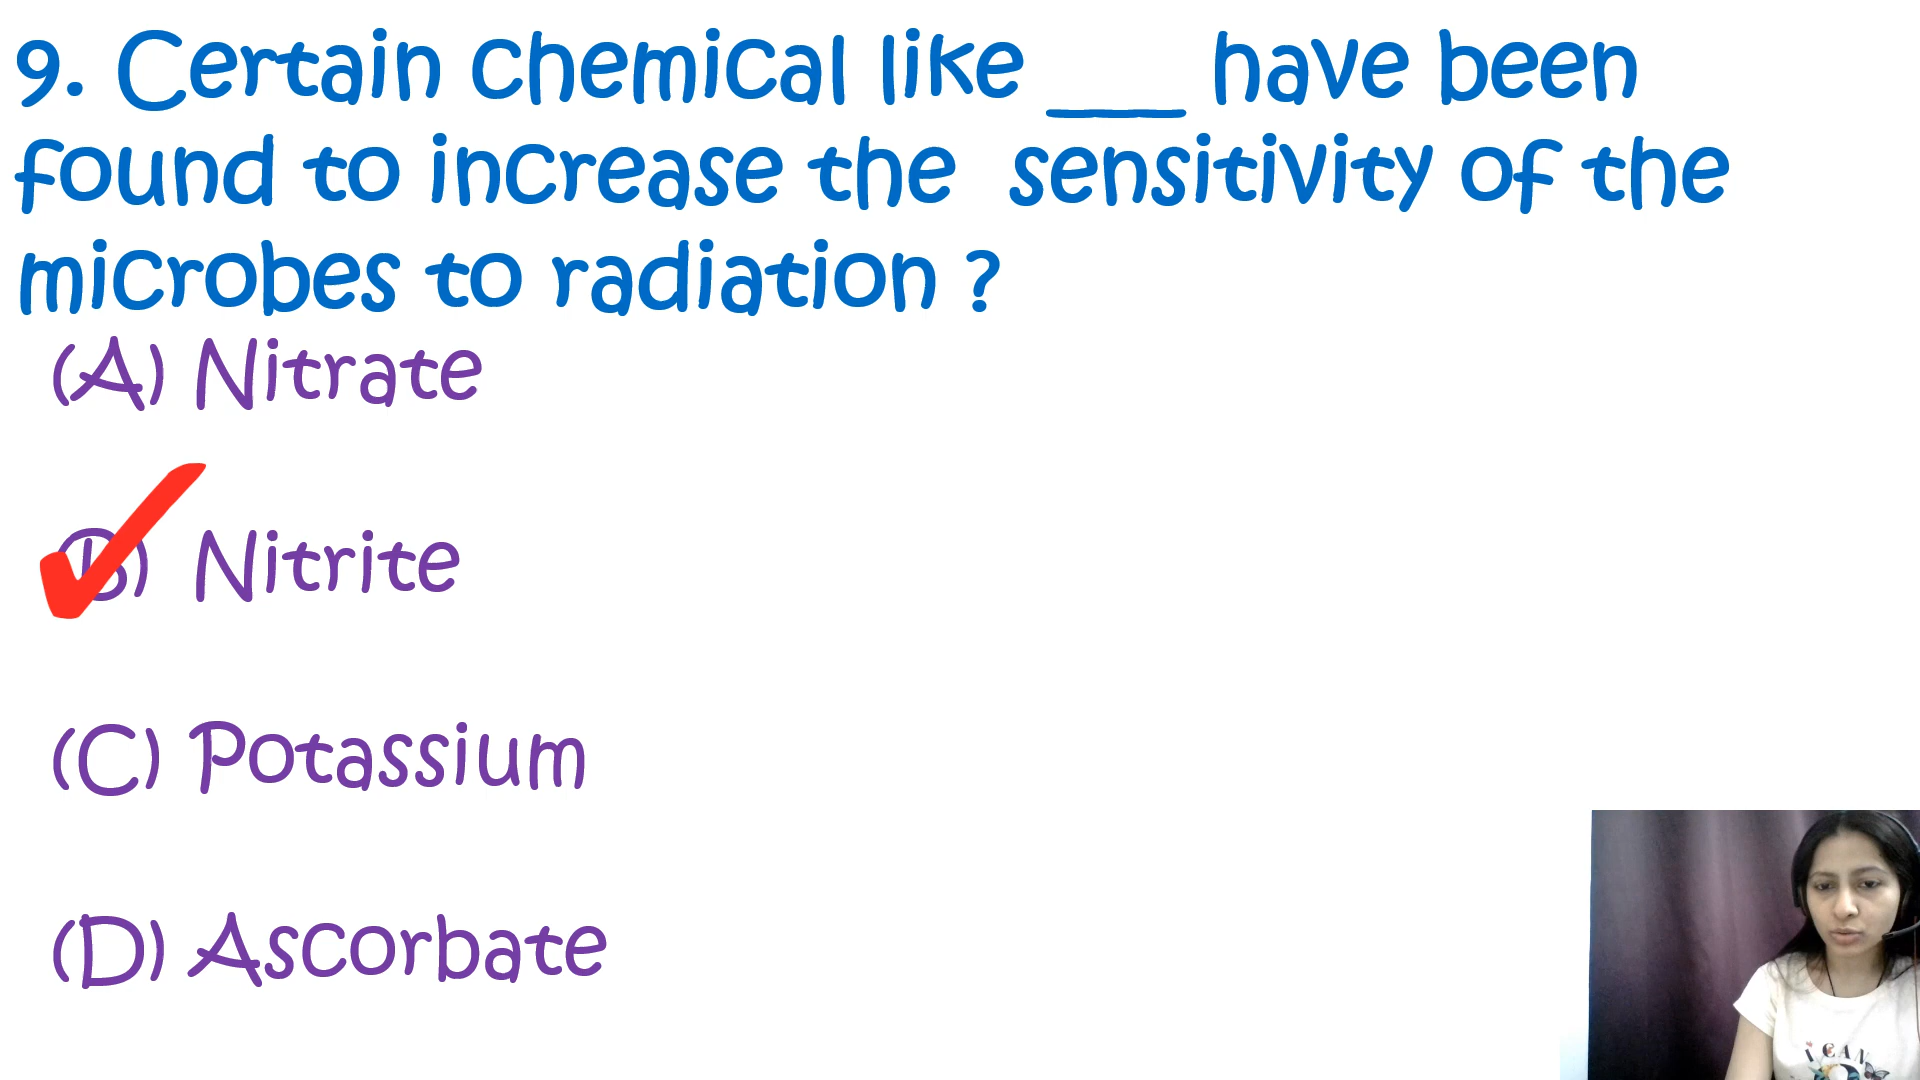 9. Certain chemical like ___ have been
found to increase the sensitivity of the
microbes to radiation ?
(A) Nitrate
(B) Nitrite
(C) Potassium
(D) Ascorbate
I CAN